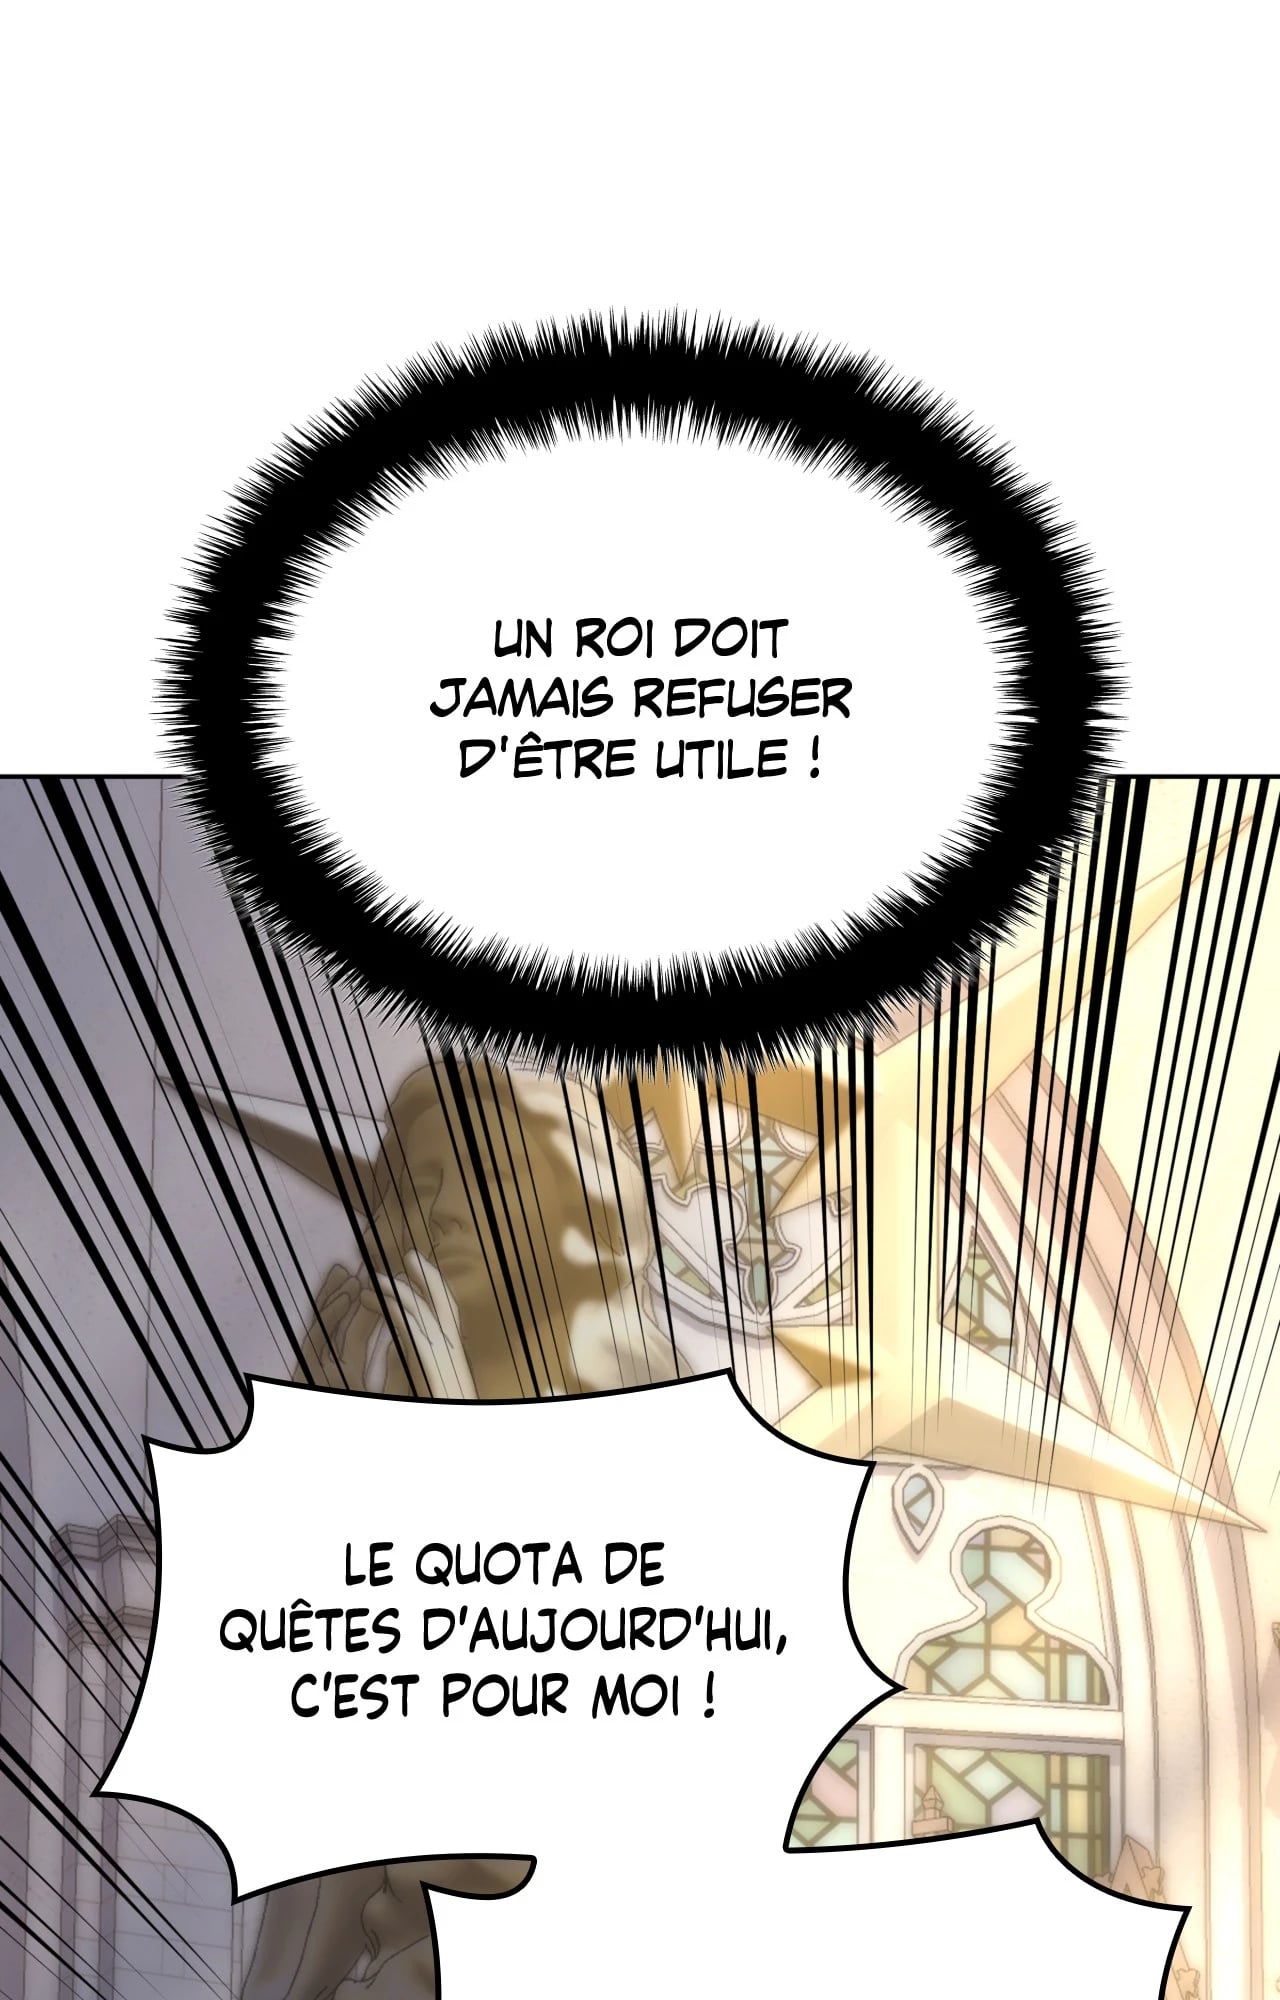 UN ROI DOIT
JAMAIS REFUSER
D'ÊTRE UTILE !
LE QUOTA DE
QUÊTES D'AUJOURD'HUI,
C'EST POUR MOI !